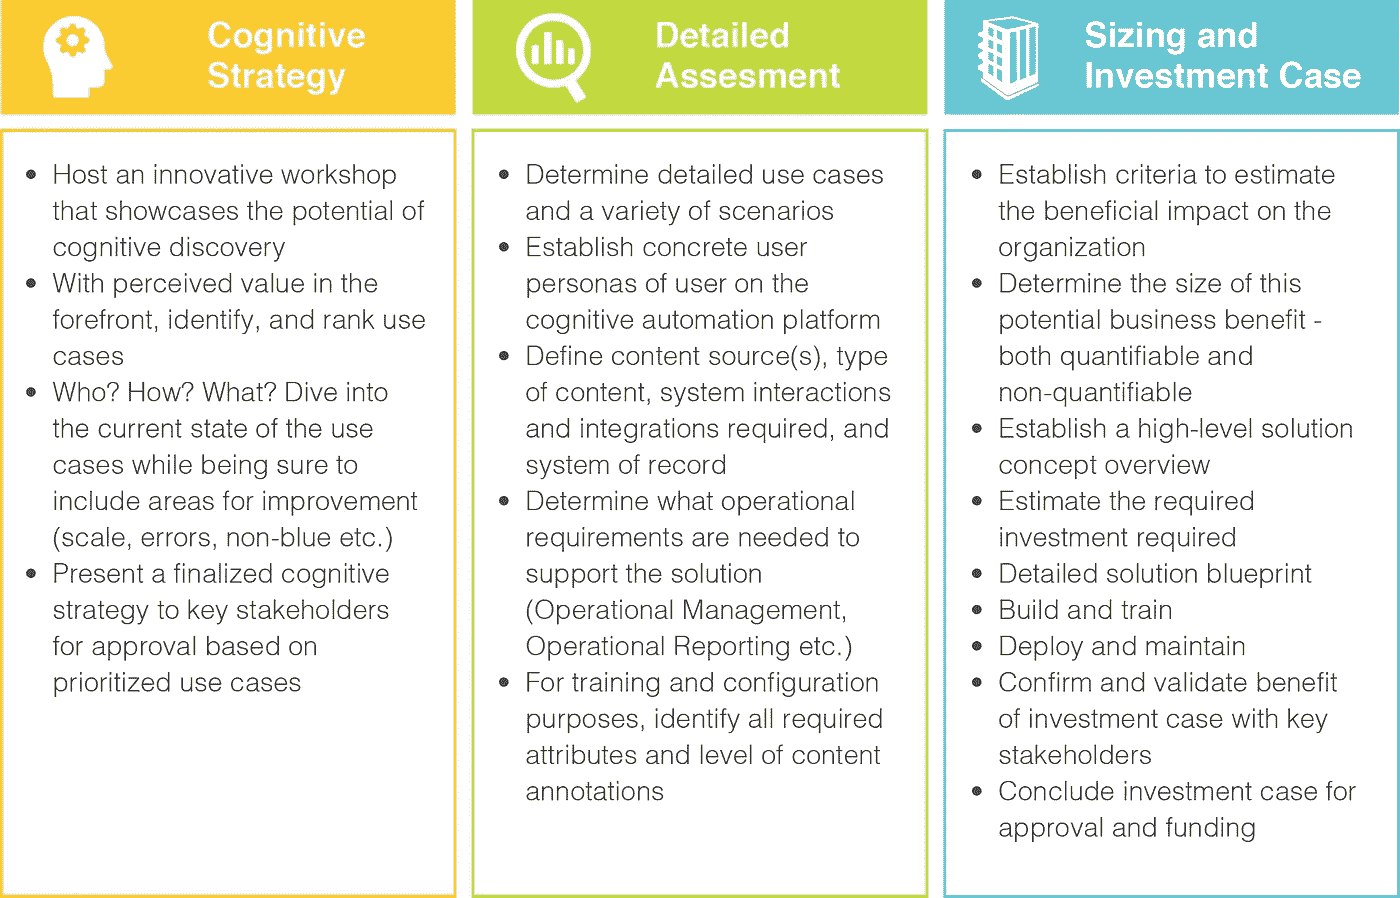 Cognitive
Strategy
• Host an innovative workshop
that showcases the potential of
cognitive discovery
• With perceived value in the
forefront, identify, and rank use
cases
• Who? How? What? Dive into
the current state of the use
cases while being sure to
include areas for improvement
(scale, errors, non-blue etc.)
• Present a finalized cognitive
strategy to key stakeholders
for approval based on
prioritized use cases
Detailed
Assesment
• Determine detailed use cases
and a variety of scenarios
• Establish concrete user
personas of user on the
cognitive automation platform
• Define content source(s), type
of content, system interactions
and integrations required, and
system of record
• Determine what operational
requirements are needed to
support the solution
(Operational Management,
Operational Reporting etc.)
• For training and configuration
purposes, identify all required
attributes and level of content
annotations
Sizing and
Investment Case
• Establish criteria to estimate
the beneficial impact on the
organization
• Determine the size of this
potential business benefit -
both quantifiable and
non-quantifiable
• Establish a high-level solution
concept overview
• Estimate the required
investment required
• Detailed solution blueprint
• Build and train
• Deploy and maintain
• Confirm and validate benefit
of investment case with key
stakeholders
• Conclude investment case for
approval and funding